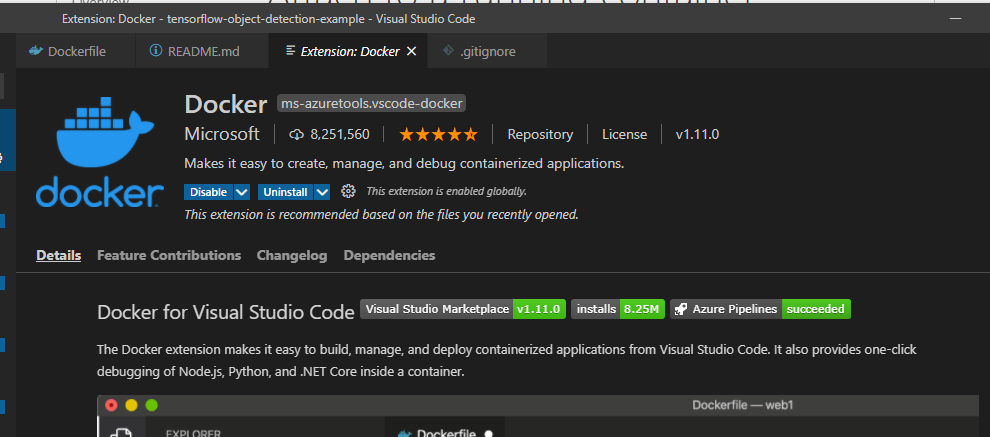 Extension: Docker - tensorflow-object-detection-example - Visual Studio Code
Dockerfile
README.md
Extension: Docker
.gitignore
Docker
ms-azuretools.vscode-docker
Microsoft
8,251,560
Repository
License
v1.11.0
Makes it easy to create, manage, and debug containerized applications.
Disable
Uninstall
This extension is enabled globally.
This extension is recommended based on the files you recently opened.
docker
Details
Feature Contributions
Changelog
Dependencies
Docker for Visual Studio Code
Visual Studio Marketplace v1.11.0
installs 8.25M
Azure Pipelines succeeded
The Docker extension makes it easy to build, manage, and deploy containerized applications from Visual Studio Code. It also provides one-click
debugging of Node.js, Python, and .NET Core inside a container.
Dockerfile — web1
EXPLORER
Dockerfile